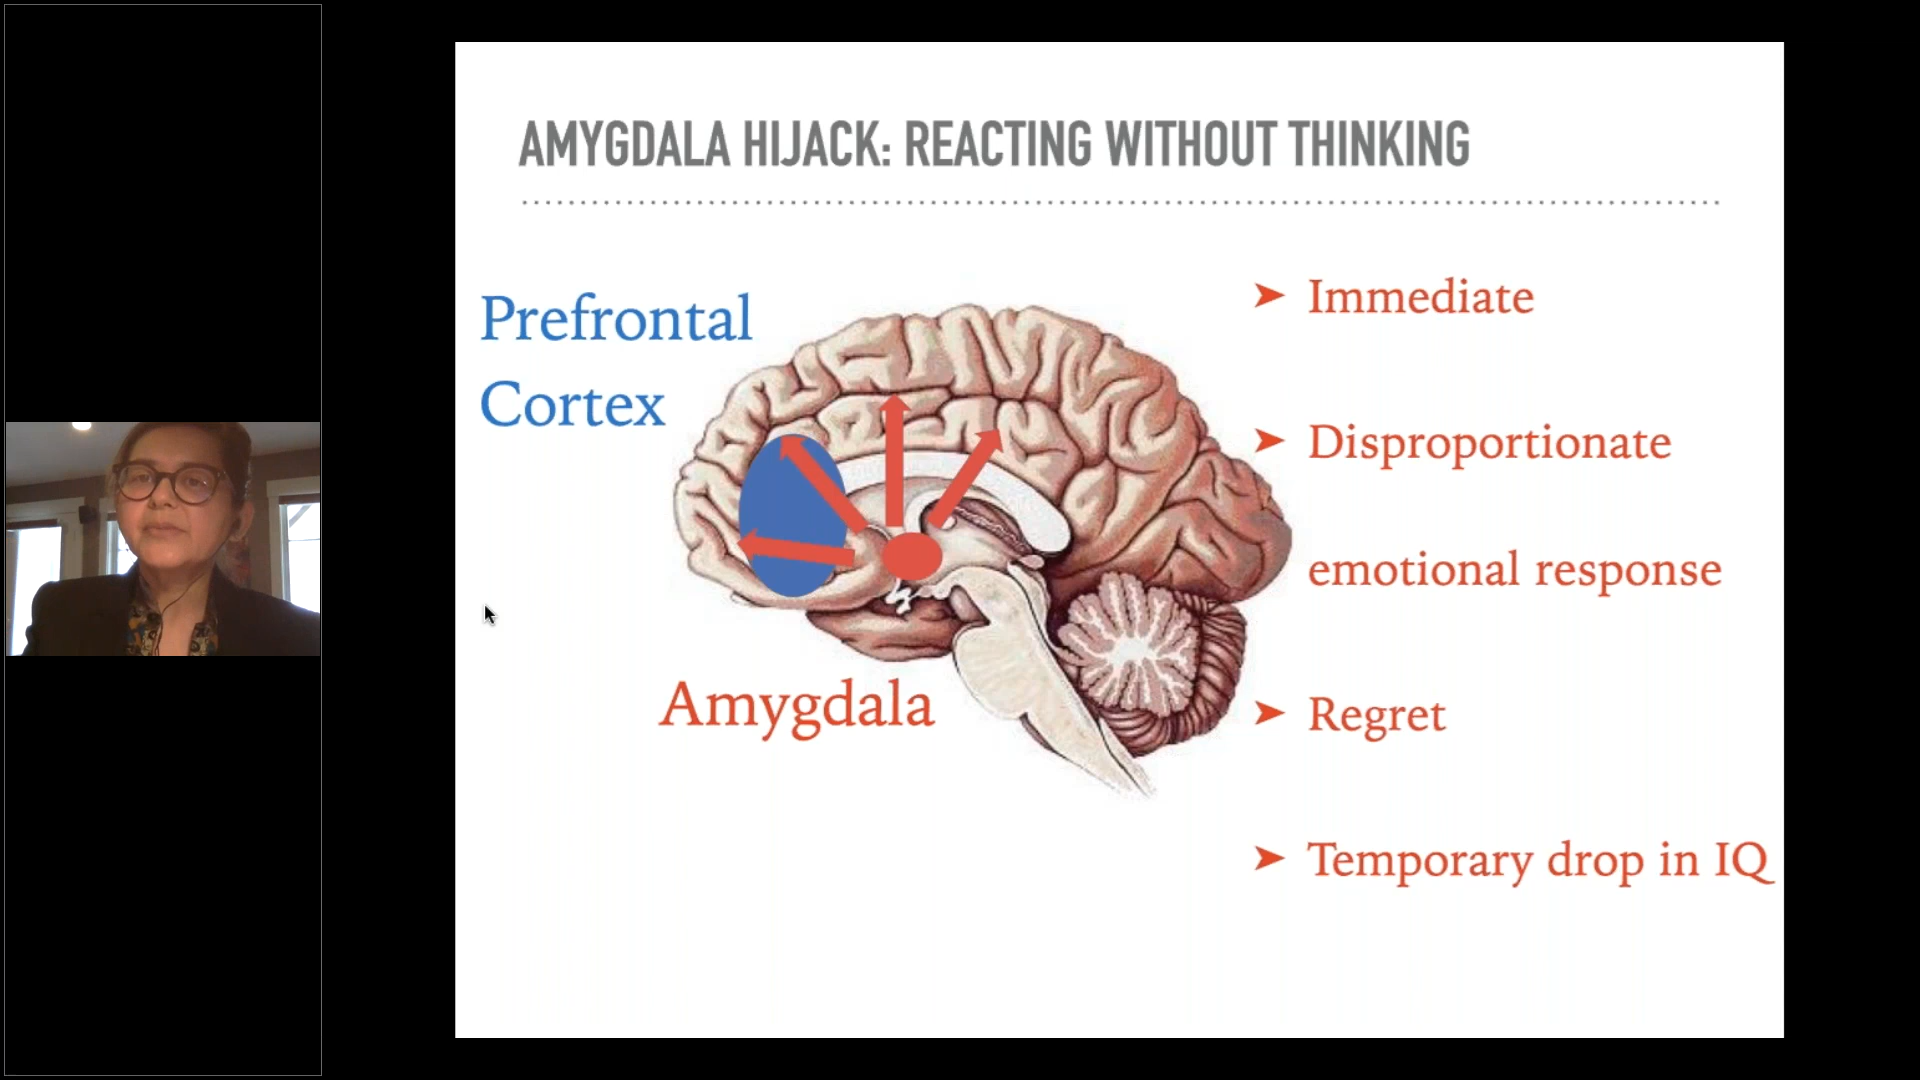 AMYGDALA HIJACK: REACTING WITHOUT THINKING
Prefrontal
Cortex
Amygdala
➤ Immediate
➤ Disproportionate
emotional response
➤ Regret
➤ Temporary drop in IQ